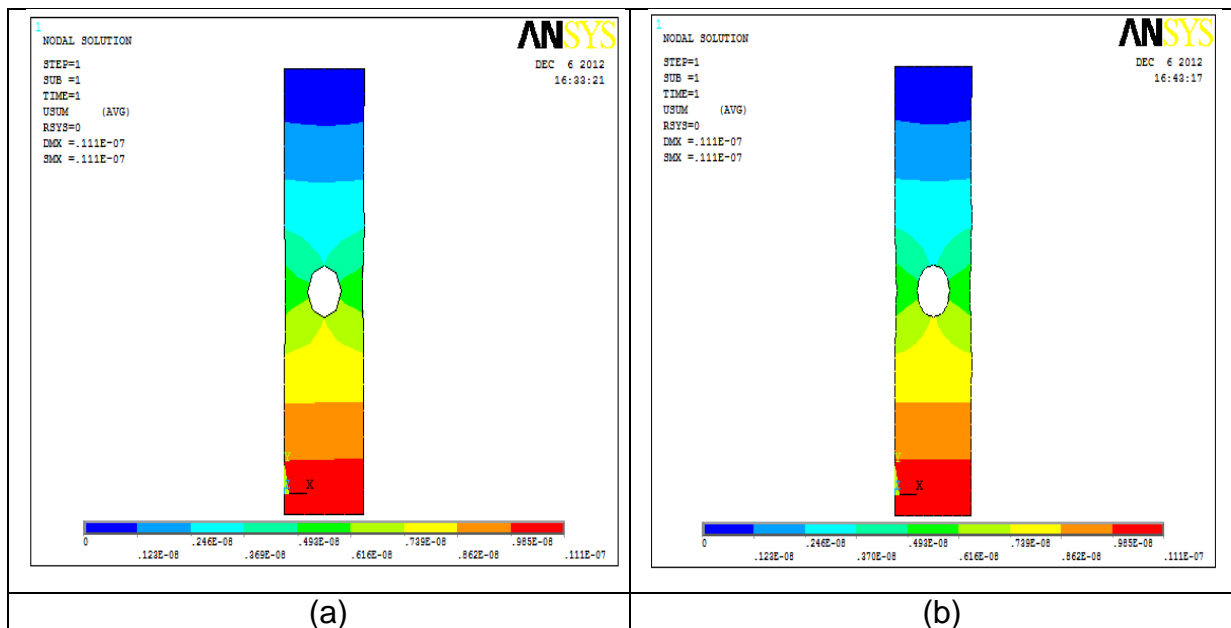 1
ANSYS
NODAL SOLUTION
DEC 6 2012
16:33:21
STEP=1
SUB =1
TIME=1
USUM (AVG)
RSYS=0
DMX =.111E-07
SMX =.111E-07
Y
Z X
0 .246E-08 .493E-08 .739E-08 .985E-08
.123E-08 .369E-08 .616E-08 .862E-08 .111E-07
(a)
1
ANSYS
NODAL SOLUTION
DEC 6 2012
16:43:17
STEP=1
SUB =1
TIME=1
USUM (AVG)
RSYS=0
DMX =.111E-07
SMX =.111E-07
Y
Z X
0 .246E-08 .493E-08 .739E-08 .985E-08
.123E-08 .370E-08 .616E-08 .862E-08 .111E-07
(b)